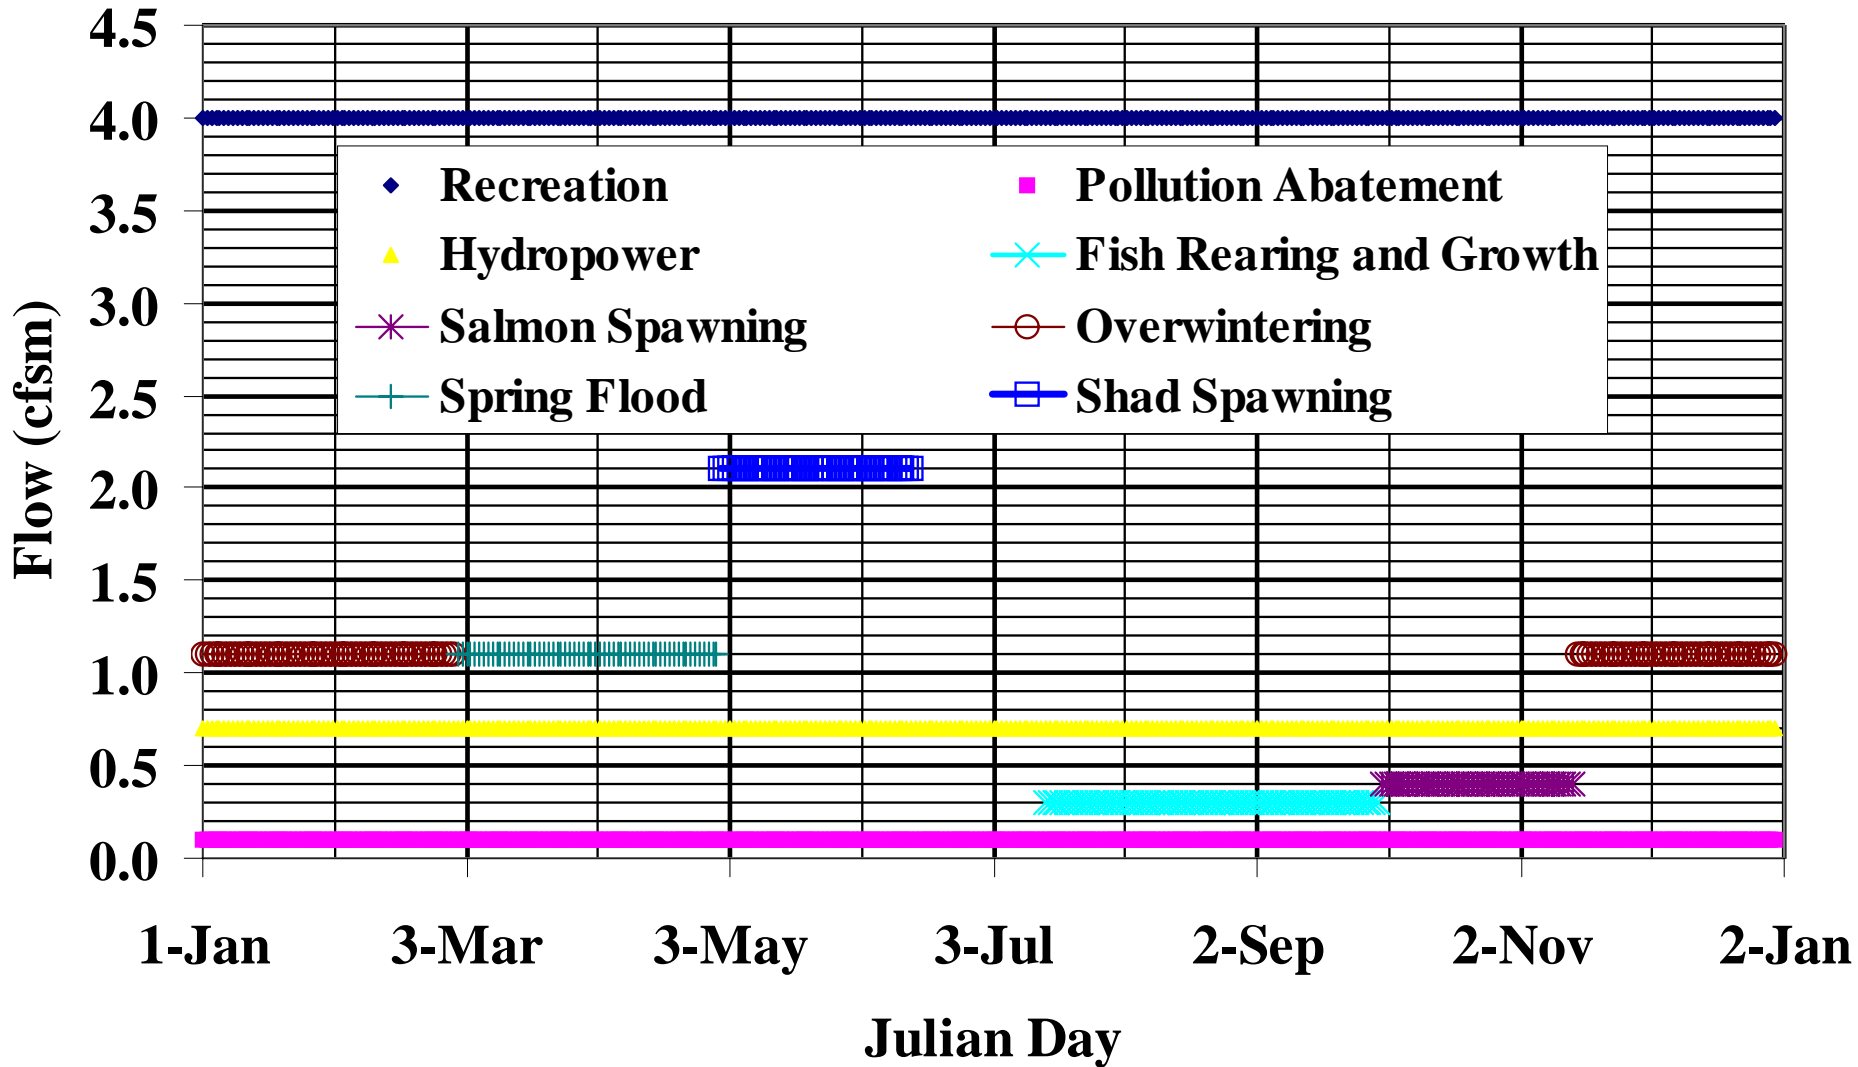 4.5
4.0
3.5
3.0
2.5
2.0
1.5
1.0
0.5
0.0
Flow (cfsm)
Recreation
Pollution Abatement
Hydropower
Fish Rearing and Growth
Salmon Spawning
Overwintering
Spring Flood
Shad Spawning
1-Jan 3-Mar 3-May 3-Jul 2-Sep 2-Nov 2-Jan
Julian Day